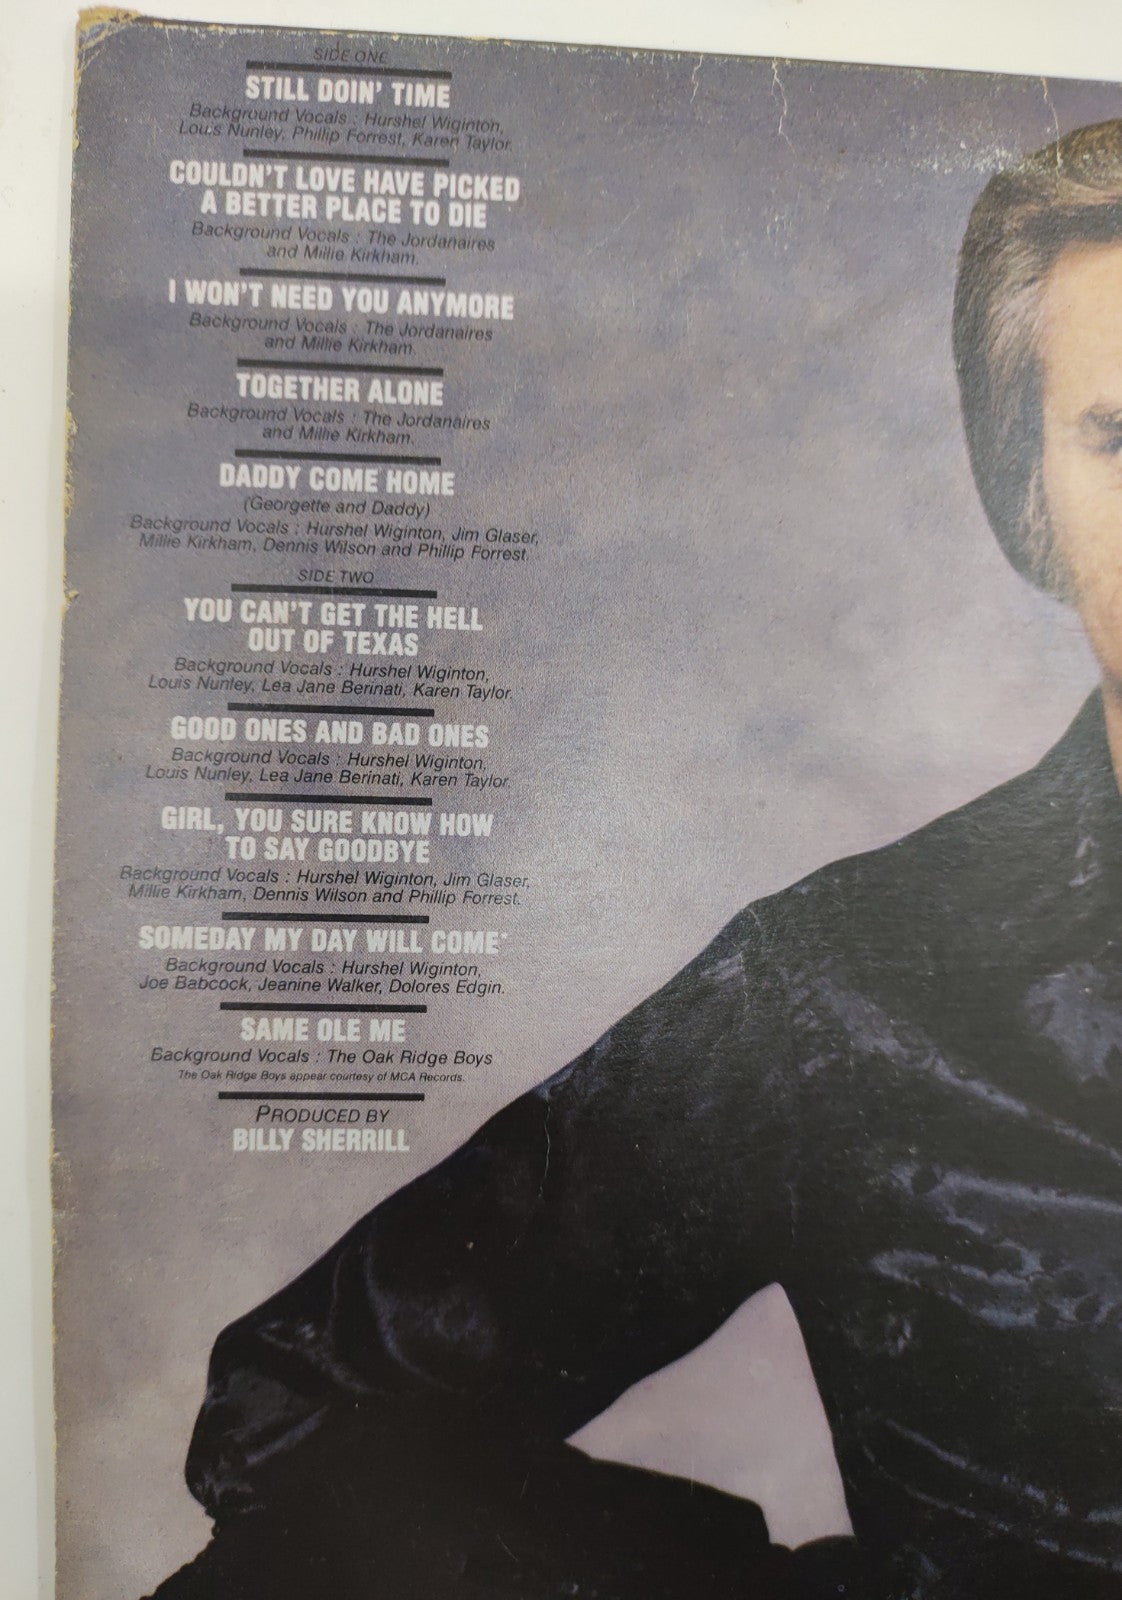 SIDE ONE
STILL DOIN' TIME
Background Vocals : Hurshel Wiginton,
Louis Nunley, Phillip Forrest, Karen Taylor.
COULDN'T LOVE HAVE PICKED
A BETTER PLACE TO DIE
Background Vocals : The Jordanaires
and Millie Kirkham.
I WON'T NEED YOU ANYMORE
Background Vocals : The Jordanaires
and Millie Kirkham.
TOGETHER ALONE
Background Vocals : The Jordanaires
and Millie Kirkham.
DADDY COME HOME
(Georgette and Daddy)
Background Vocals : Hurshel Wiginton, Jim Glaser,
Millie Kirkham, Dennis Wilson and Phillip Forrest.
SIDE TWO
YOU CAN'T GET THE HELL
OUT OF TEXAS
Background Vocals : Hurshel Wiginton,
Louis Nunley, Lea Jane Berinati, Karen Taylor.
GOOD ONES AND BAD ONES
Background Vocals : Hurshel Wiginton,
Louis Nunley, Lea Jane Berinati, Karen Taylor.
GIRL, YOU SURE KNOW HOW
TO SAY GOODBYE
Background Vocals : Hurshel Wiginton, Jim Glaser,
Millie Kirkham, Dennis Wilson and Phillip Forrest.
SOMEDAY MY DAY WILL COME*
Background Vocals : Hurshel Wiginton,
Joe Babcock, Jeanine Walker, Dolores Edgin.
SAME OLE ME
Background Vocals : The Oak Ridge Boys
The Oak Ridge Boys appear courtesy of MCA Records.
PRODUCED BY
BILLY SHERRILL